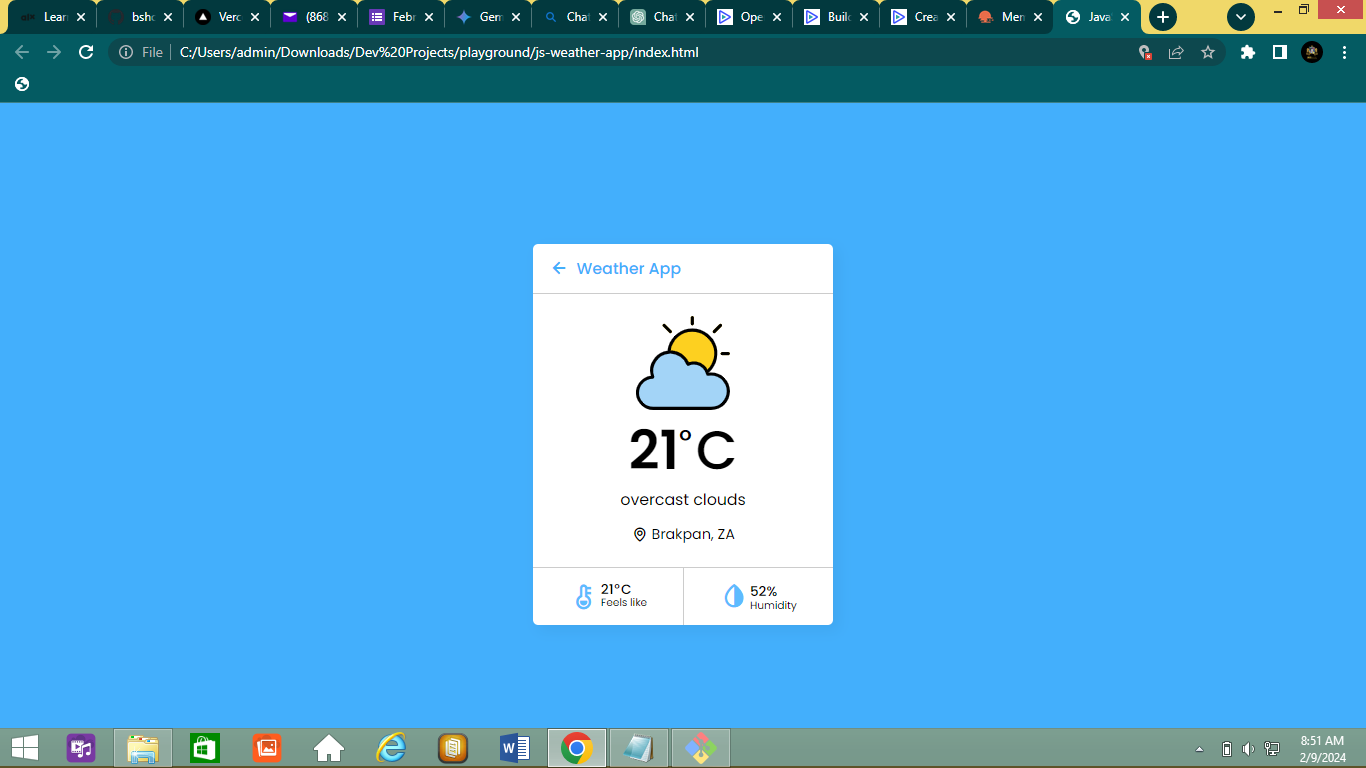 Learn
bsho
Verc
(868
Febr
Gem
Chat
Chat
Ope
Build
Crea
Men
Java
File
C:/Users/admin/Downloads/Dev%20Projects/playground/js-weather-app/index.html
Weather App
21°C
overcast clouds
Brakpan, ZA
21°C
Feels like
52%
Humidity
8:51 AM
2/9/2024